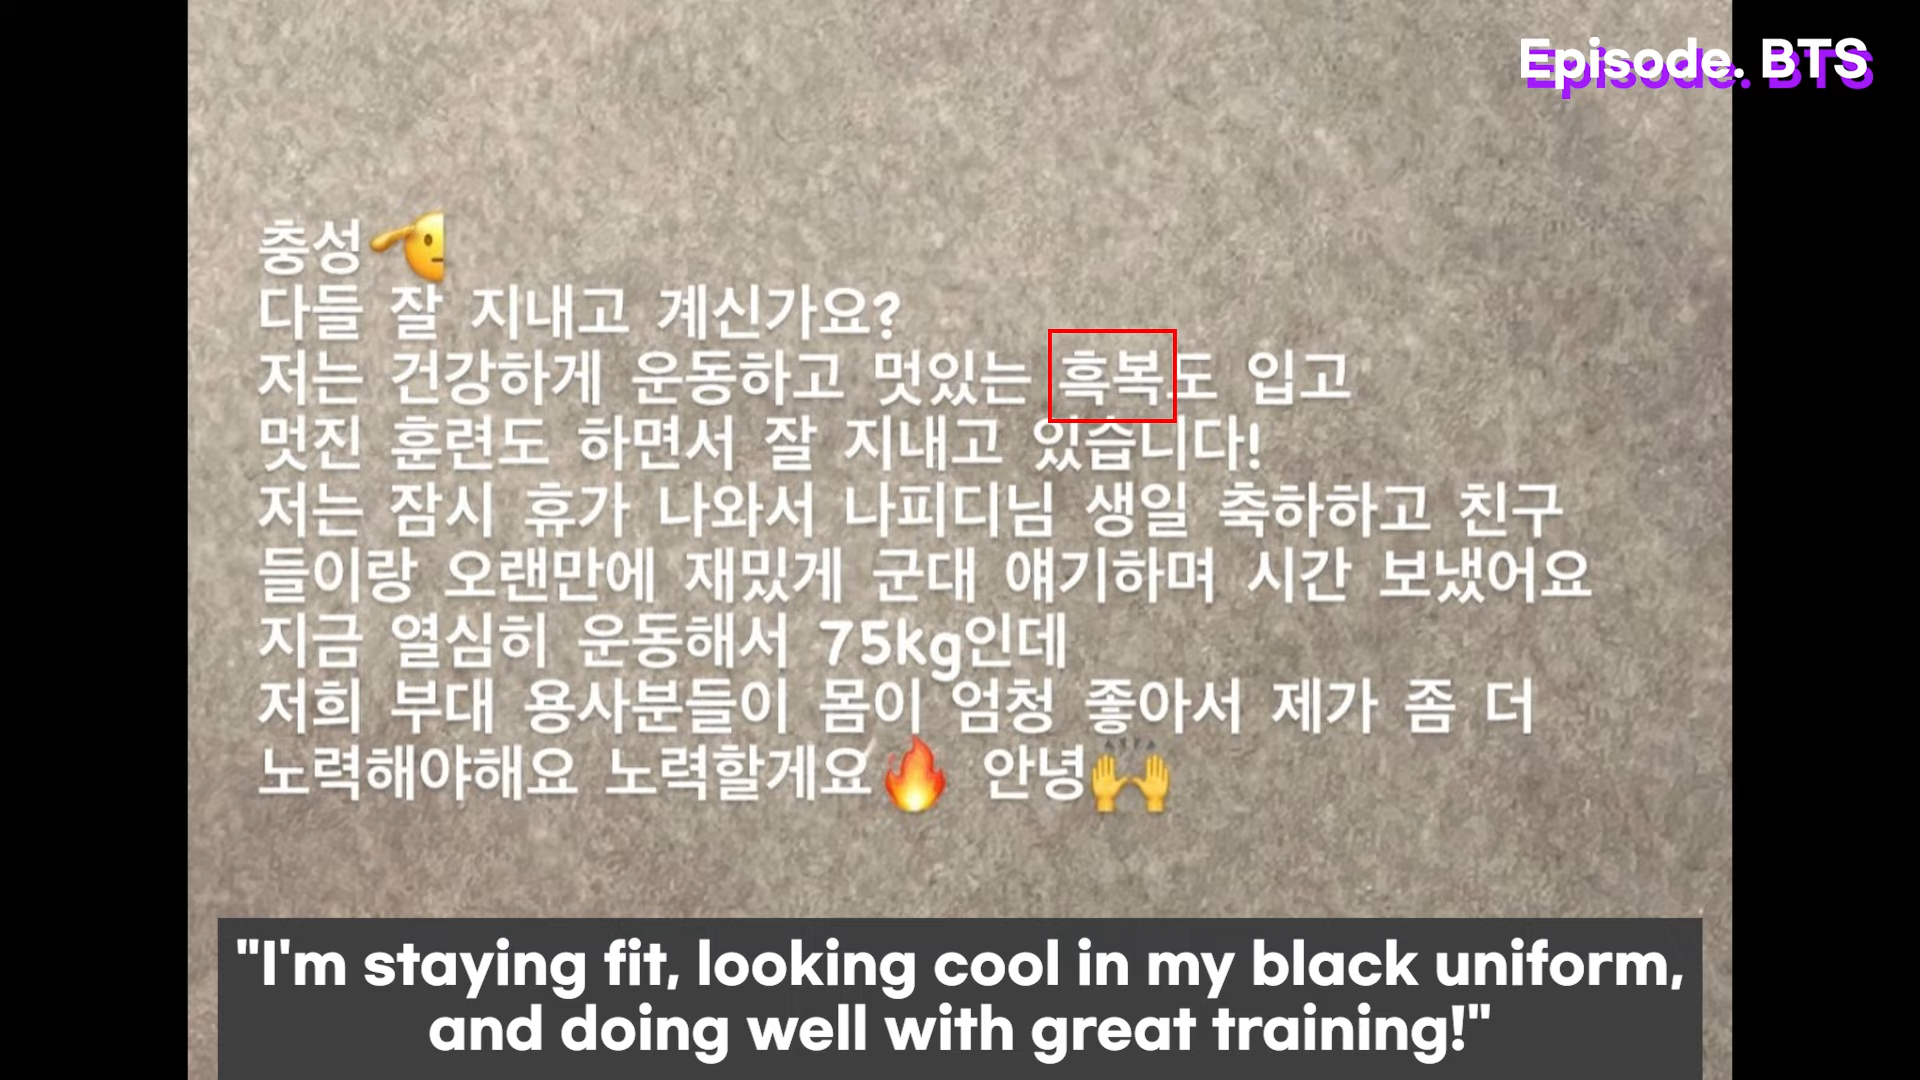 Episode. BTS
충성🫡
다들 잘 지내고 계신가요?
저는 건강하게 운동하고 멋있는 흑복도 입고
멋진 훈련도 하면서 잘 지내고 있습니다!
저는 잠시 휴가 나와서 나피디님 생일 축하하고 친구
들이랑 오랜만에 재밌게 군대 얘기하며 시간 보냈어요
지금 열심히 운동해서 75kg인데
저희 부대 용사분들이 몸이 엄청 좋아서 제가 좀 더
노력해야해요 노력할게요🔥 안녕🙌
"I'm staying fit, looking cool in my black uniform,
and doing well with great training!"